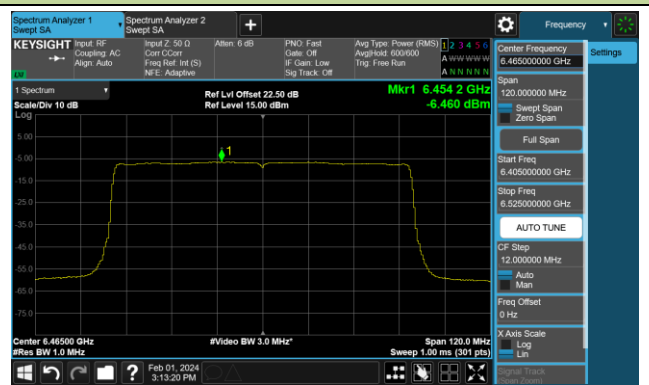 Spectrum Analyzer 1
Swept SA
Spectrum Analyzer 2
Swept SA
Frequency
KEYSIGHT
Input: RF
Coupling: AC
Align: Auto
Input Z: 50 Ω
Corr CCorr
Freq Ref: Int (S)
NFE: Adaptive
Atten: 6 dB
PNO: Fast
Gate: Off
IF Gain: Low
Sig Track: Off
Avg Type: Power (RMS)
Avg|Hold: 600/600
Trig: Free Run
1 2 3 4 5 6
A WW WW W
A N N N N N
LXI
1 Spectrum
Scale/Div 10 dB
Log
Ref Lvl Offset 22.50 dB
Ref Level 15.00 dBm
Mkr1 6.454 2 GHz
-6.460 dBm
1
5.00
-5.00
-15.0
-25.0
-35.0
-45.0
-55.0
-65.0
-75.0
Center 6.46500 GHz
#Res BW 1.0 MHz
#Video BW 3.0 MHz*
Span 120.0 MHz
Sweep 1.00 ms (301 pts)
Feb 01, 2024
3:13:20 PM
Center Frequency
6.465000000 GHz
Settings
Span
120.000000 MHz
Swept Span
Zero Span
Full Span
Start Freq
6.405000000 GHz
Stop Freq
6.525000000 GHz
AUTO TUNE
CF Step
12.000000 MHz
Auto
Man
Freq Offset
0 Hz
X Axis Scale
Log
Lin
Signal Track
(Span Zoom)